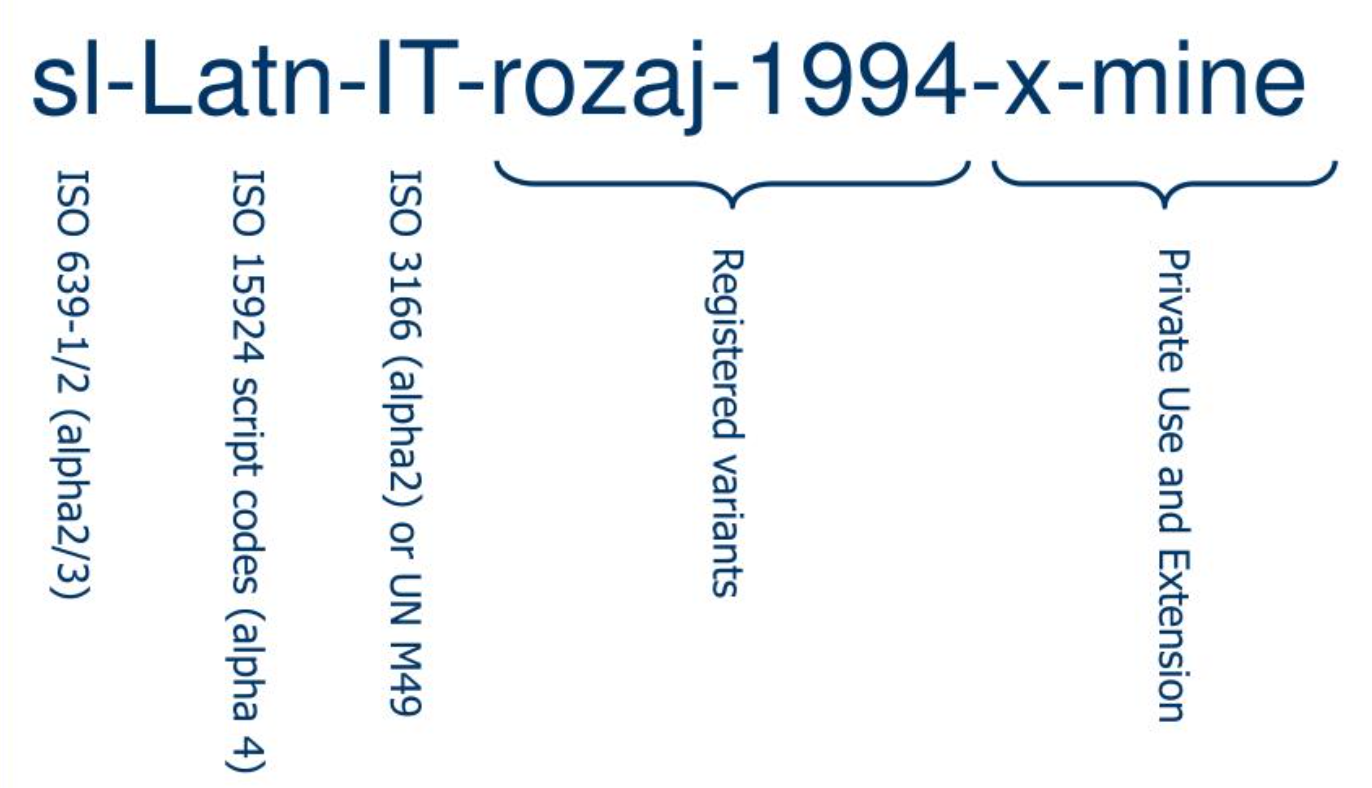 sl-Latn-IT-rozaj-1994-x-mine
ISO 639-1/2 (alpha2/3)
ISO 15924 script codes (alpha 4)
ISO 3166 (alpha2) or UN M49
Registered variants
Private Use and Extension